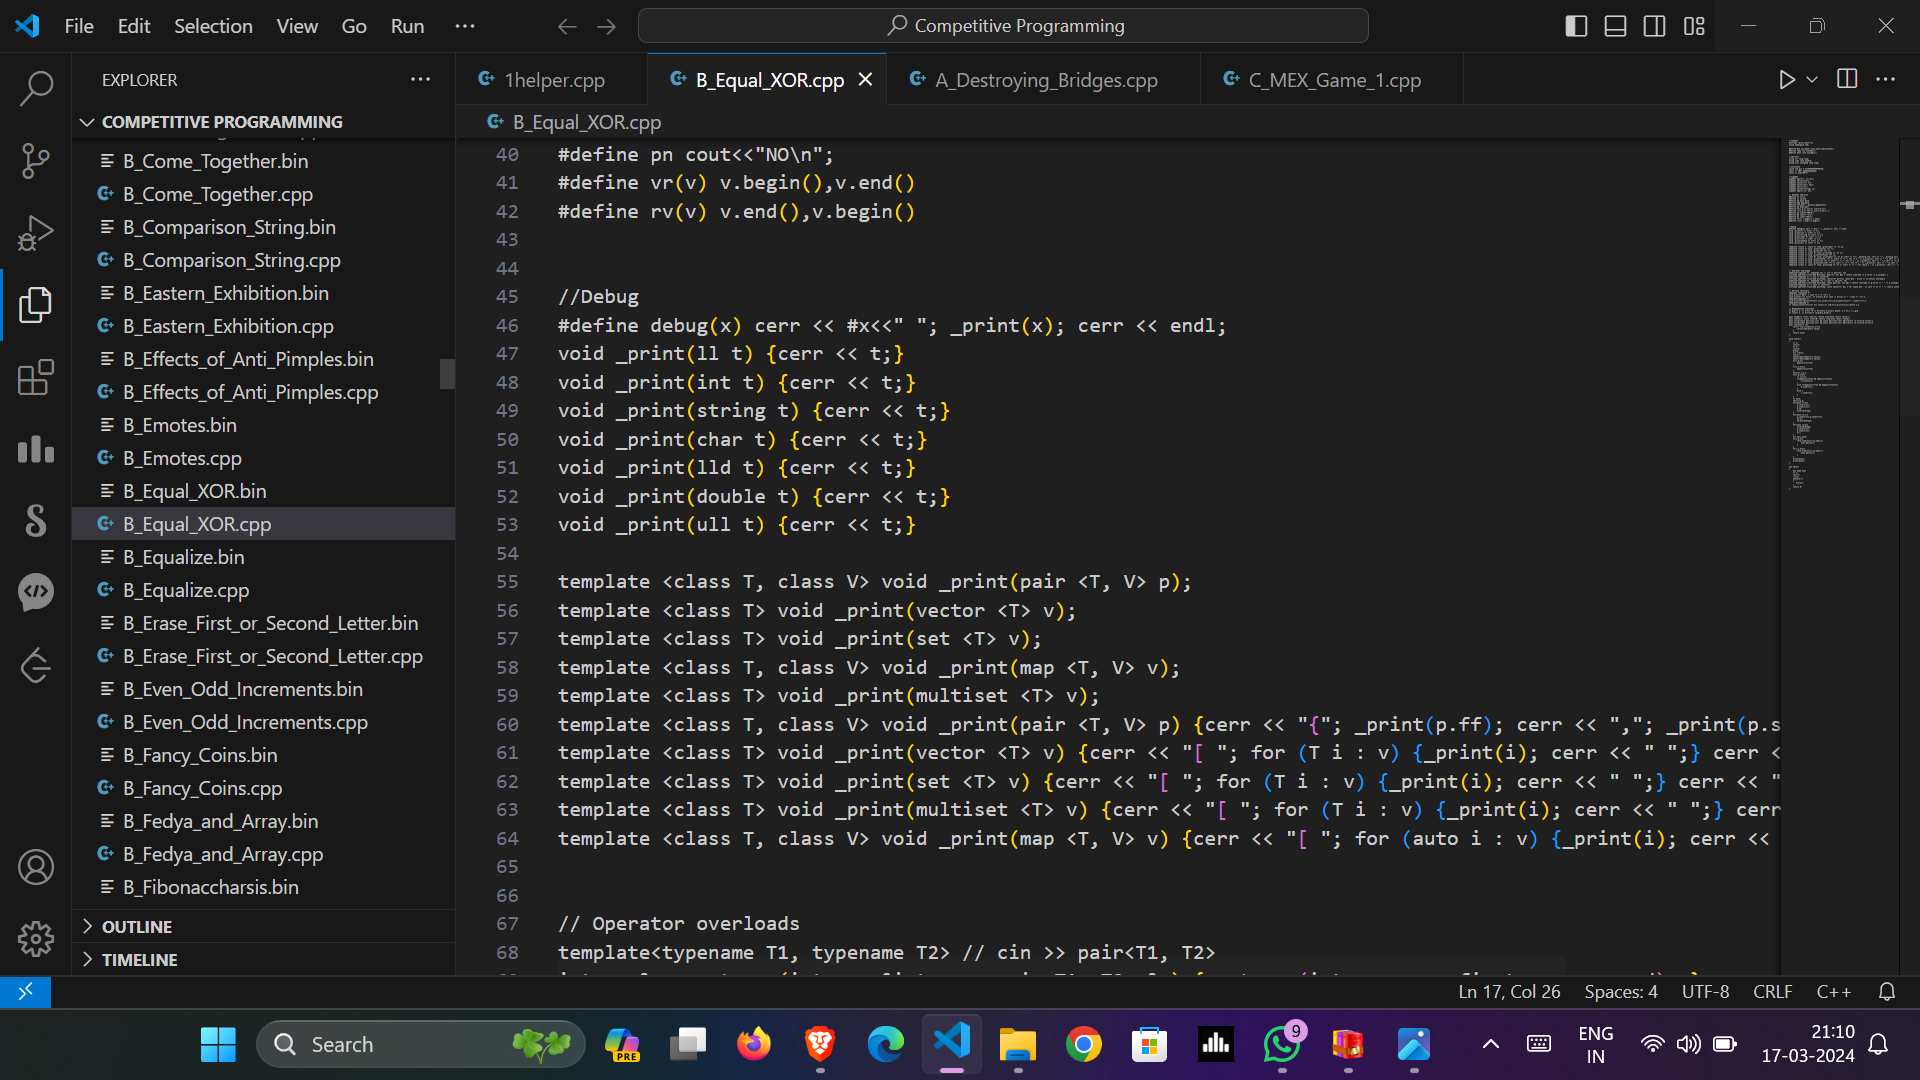 File Edit Selection View Go Run
Competitive Programming
EXPLORER
1helper.cpp
B_Equal_XOR.cpp
A_Destroying_Bridges.cpp
C_MEX_Game_1.cpp
COMPETITIVE PROGRAMMING
B_Equal_XOR.cpp
B_Come_Together.bin
B_Come_Together.cpp
B_Comparison_String.bin
B_Comparison_String.cpp
B_Eastern_Exhibition.bin
B_Eastern_Exhibition.cpp
B_Effects_of_Anti_Pimples.bin
B_Effects_of_Anti_Pimples.cpp
B_Emotes.bin
B_Emotes.cpp
B_Equal_XOR.bin
B_Equal_XOR.cpp
B_Equalize.bin
B_Equalize.cpp
B_Erase_First_or_Second_Letter.bin
B_Erase_First_or_Second_Letter.cpp
B_Even_Odd_Increments.bin
B_Even_Odd_Increments.cpp
B_Fancy_Coins.bin
B_Fancy_Coins.cpp
B_Fedya_and_Array.bin
B_Fedya_and_Array.cpp
B_Fibonaccharsis.bin
OUTLINE
TIMELINE
40 #define pn cout<<"NO\n";
41 #define vr(v) v.begin(),v.end()
42 #define rv(v) v.end(),v.begin()
43
44
45 //Debug
46 #define debug(x) cerr << #x<<" "; _print(x); cerr << endl;
47 void _print(ll t) {cerr << t;}
48 void _print(int t) {cerr << t;}
49 void _print(string t) {cerr << t;}
50 void _print(char t) {cerr << t;}
51 void _print(lld t) {cerr << t;}
52 void _print(double t) {cerr << t;}
53 void _print(ull t) {cerr << t;}
54
55 template <class T, class V> void _print(pair <T, V> p);
56 template <class T> void _print(vector <T> v);
57 template <class T> void _print(set <T> v);
58 template <class T, class V> void _print(map <T, V> v);
59 template <class T> void _print(multiset <T> v);
60 template <class T, class V> void _print(pair <T, V> p) {cerr << "{"; _print(p.ff); cerr << ","; _print(p.s
61 template <class T> void _print(vector <T> v) {cerr << "[ "; for (T i : v) {_print(i); cerr << " ";} cerr <
62 template <class T> void _print(set <T> v) {cerr << "[ "; for (T i : v) {_print(i); cerr << " ";} cerr << "
63 template <class T> void _print(multiset <T> v) {cerr << "[ "; for (T i : v) {_print(i); cerr << " ";} cerr
64 template <class T, class V> void _print(map <T, V> v) {cerr << "[ "; for (auto i : v) {_print(i); cerr <<
65
66
67 // Operator overloads
68 template<typename T1, typename T2> // cin >> pair<T1, T2>
Ln 17, Col 26 Spaces: 4 UTF-8 CRLF C++
Search
PRE
9
ENG
IN
21:10
17-03-2024